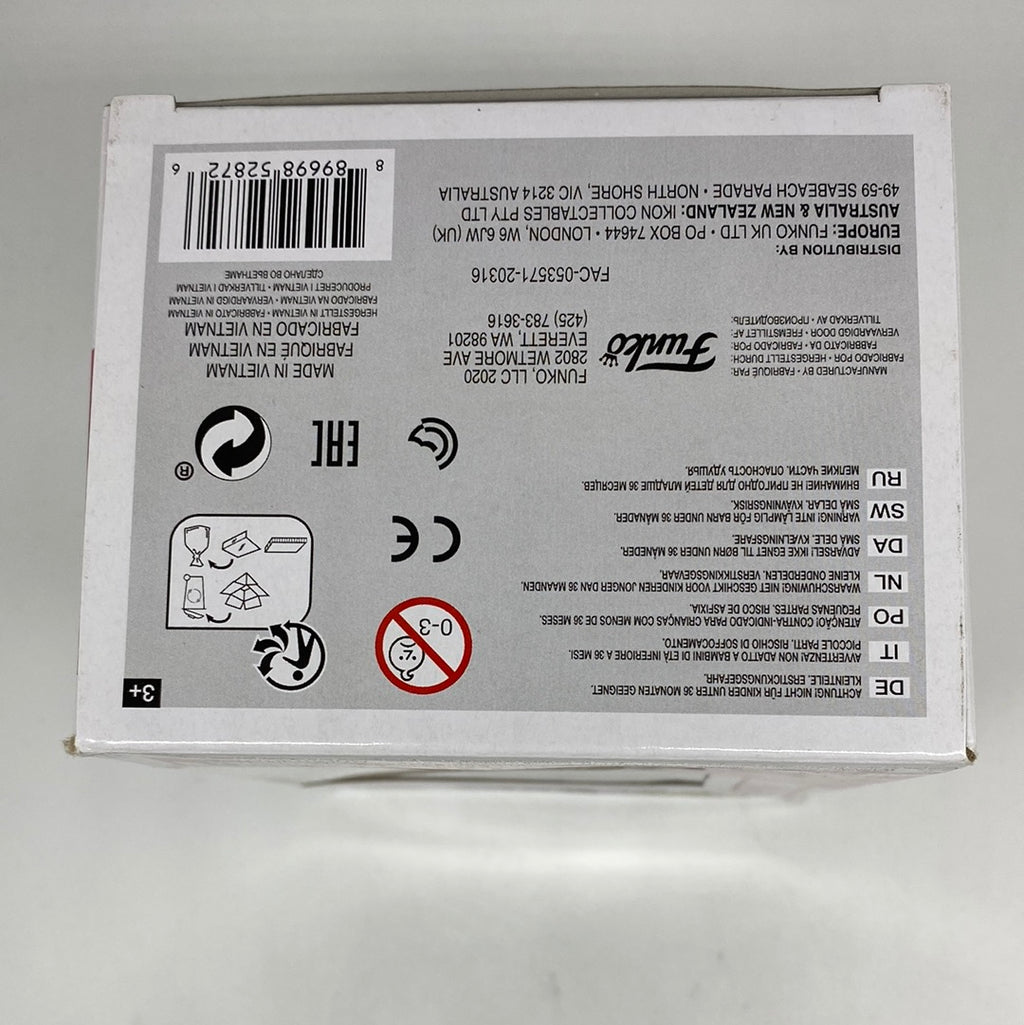 3+
DE
ACHTUNG! NICHT FÜR KINDER UNTER 36 MONATEN GEEIGNET.
KLEINTEILE. ERSTICKUNGSGEFAHR.
IT
AVVERTENZA! NON ADATTO A BAMBINI DI ETÀ INFERIORE A 36 MESI.
PICCOLE PARTI. RISCHIO DI SOFFOCAMENTO.
PO
ATENÇÃO! CONTRA-INDICADO PARA CRIANÇAS COM MENOS DE 36 MESES.
PEQUENAS PARTES. RISCO DE ASFIXIA.
NL
WAARSCHUWING! NIET GESCHIKT VOOR KINDEREN JONGER DAN 36 MAANDEN.
KLEINE ONDERDELEN. VERSTIKKINGSGEVAAR.
DA
ADVARSEL! IKKE EGNET TIL BØRN UNDER 36 MÅNEDER.
SMÅ DELE. KVÆLNINGSFARE.
SW
VARNING! INTE LÄMPLIG FÖR BARN UNDER 36 MÅNADER.
SMÅ DELAR. KVÄVNINGSRISK.
RU
ВНИМАНИЕ! НЕ ПРИГОДНО ДЛЯ ДЕТЕЙ МЛАДШЕ 36 МЕСЯЦЕВ.
МЕЛКИЕ ЧАСТИ. ОПАСНОСТЬ УДУШЬЯ.
0-3
CE
EAC
®
MANUFACTURED BY • FABRIQUÉ PAR:
FABRICADO POR • HERGESTELLT DURCH:
FABBRICATO DA • FABRICADO POR:
VERVAARDIGD DOOR • FREMSTILLET AF:
TILLVERKAD AV • ПРОИЗВОДИТЕЛЬ:
Funko
FUNKO, LLC 2020
2802 WETMORE AVE
EVERETT, WA 98201
(425) 783-3616
FAC-053571-20316
MADE IN VIETNAM
FABRIQUÉ EN VIETNAM
FABRICADO EN VIETNAM
HERGESTELLT IN VIETNAM • FABBRICATO IN VIETNAM
FABRICADO NA VIETNAM • VERVAARDIGD IN VIETNAM
PRODUCERET I VIETNAM • TILLVERKAD I VIETNAM
СДЕЛАНО ВО ВЬЕТНАМЕ
DISTRIBUTION BY:
EUROPE: FUNKO UK LTD • PO BOX 74644 • LONDON, W6 6JW (UK)
AUSTRALIA & NEW ZEALAND: IKON COLLECTABLES PTY LTD
49-59 SEABEACH PARADE • NORTH SHORE, VIC 3214 AUSTRALIA
8 89698 52872 9